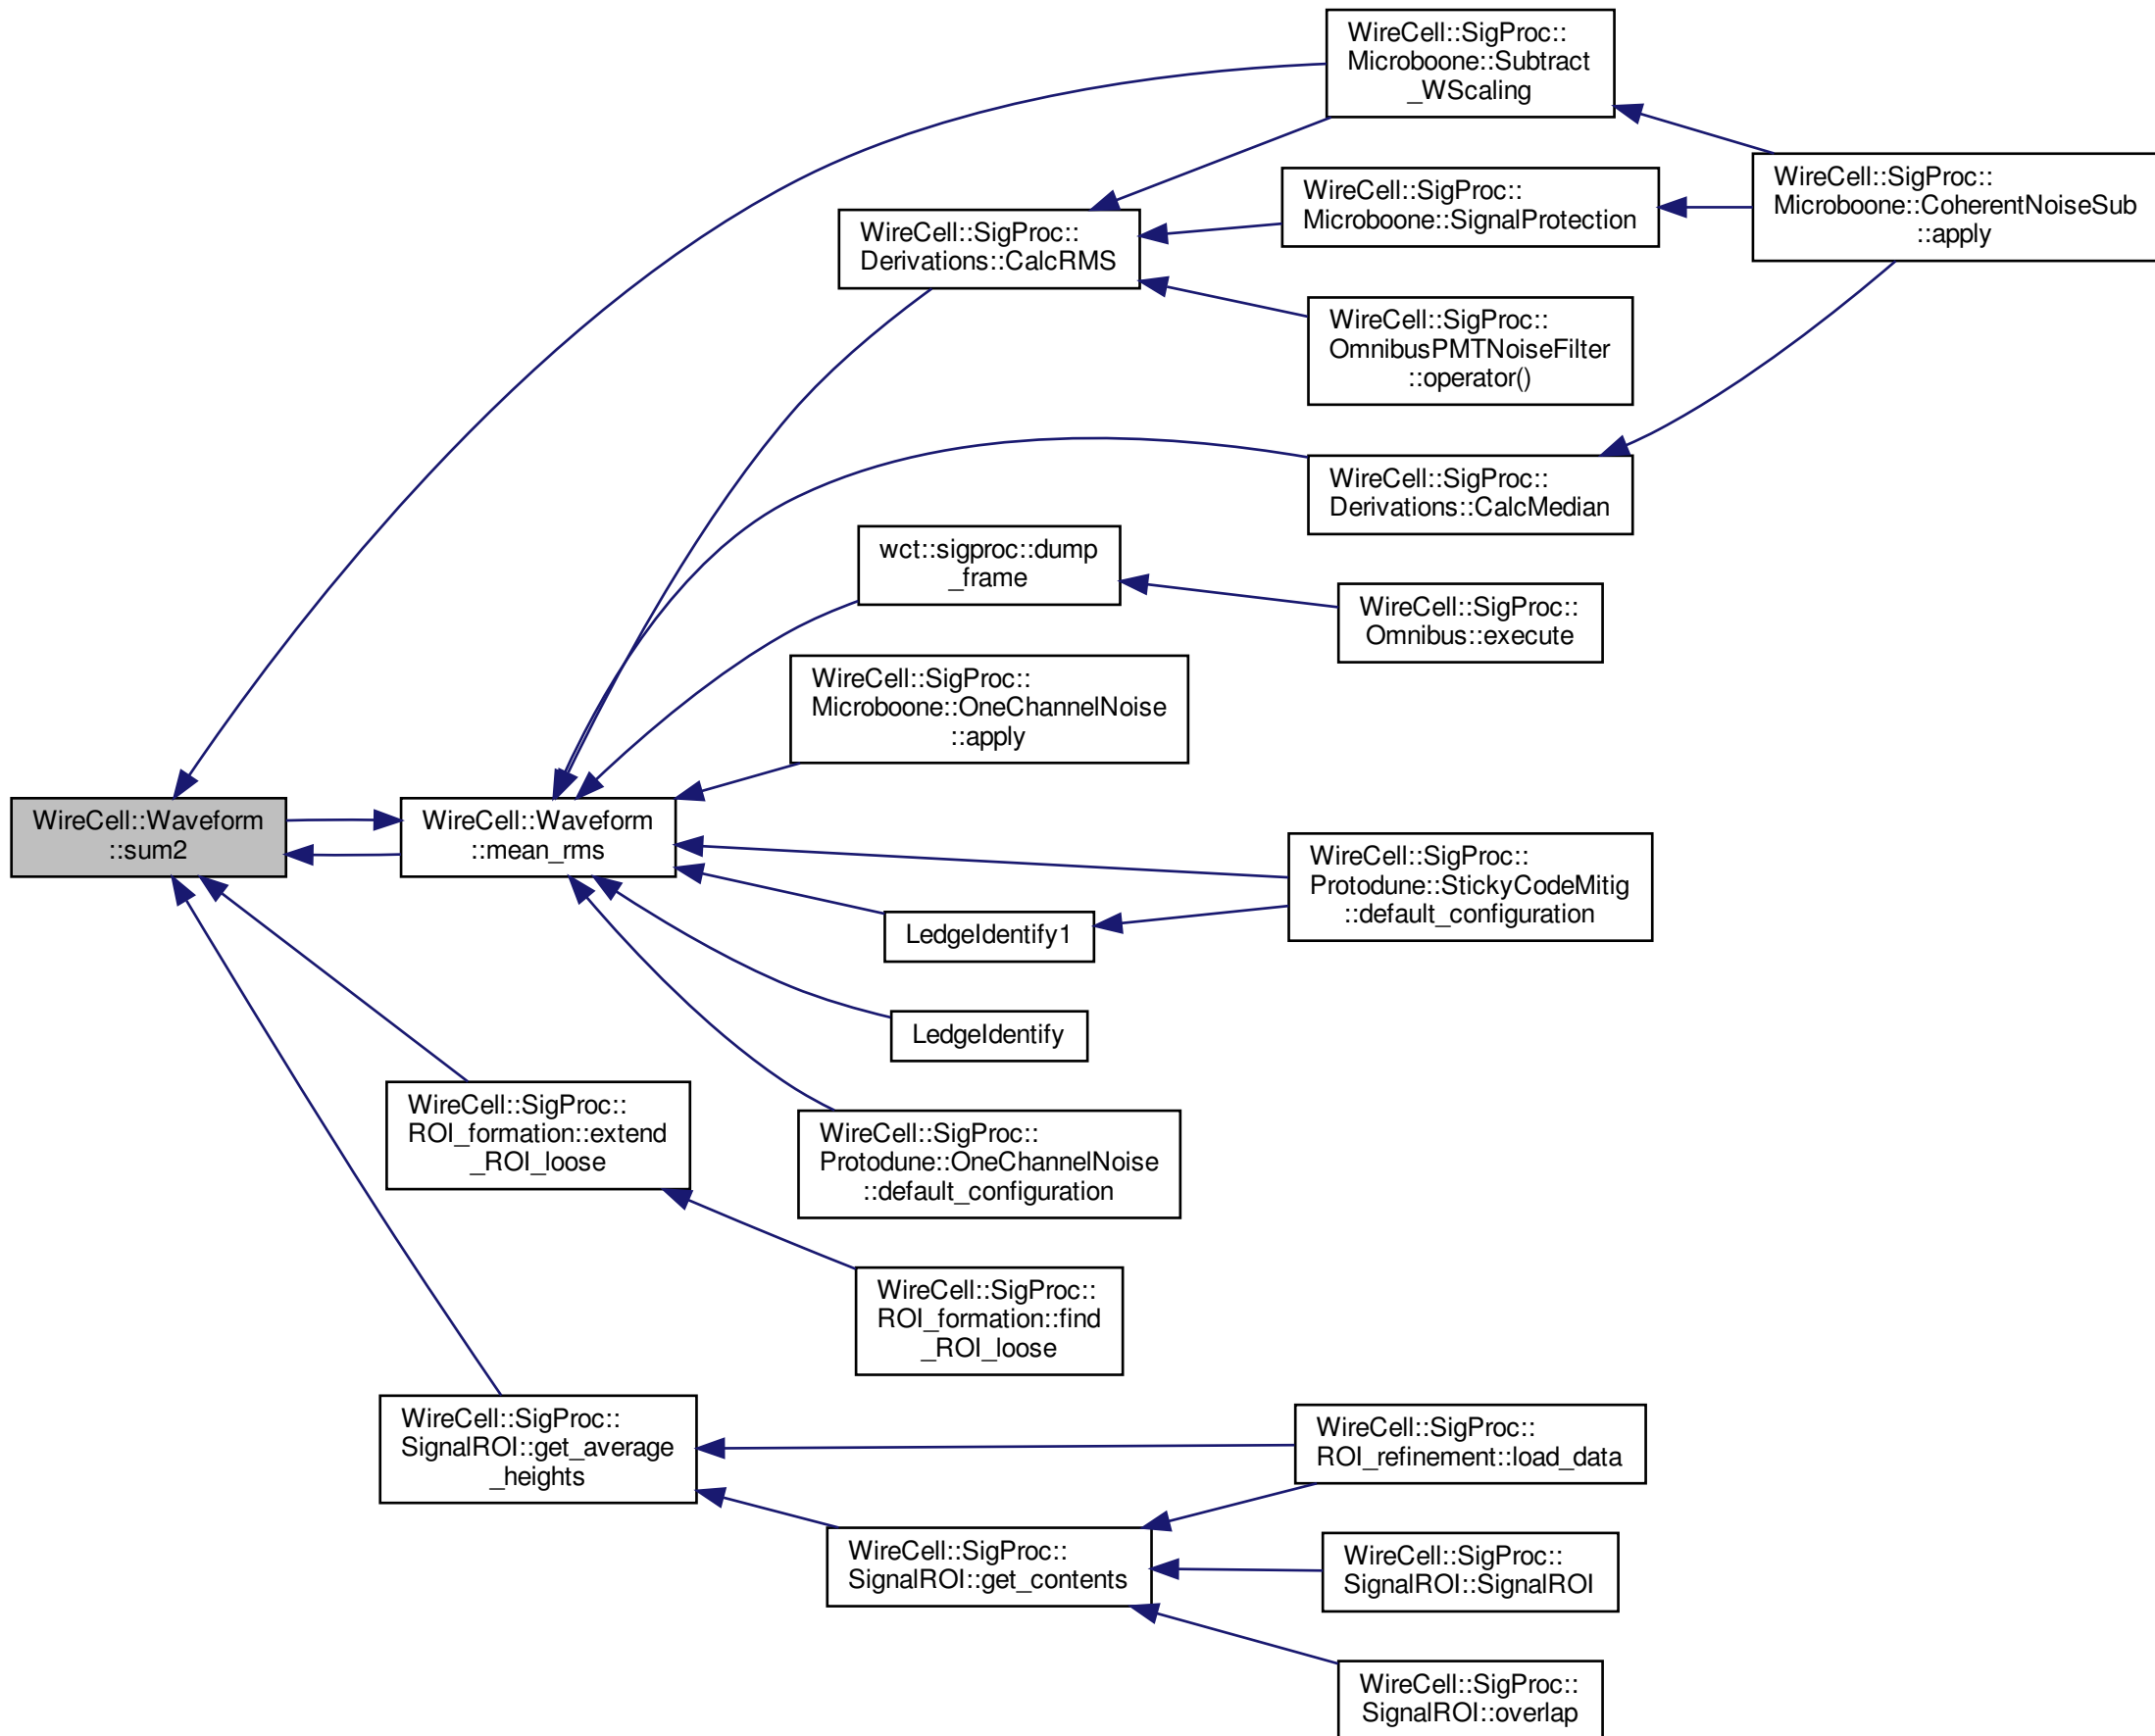 WireCell::SigProc::
Microboone::Subtract
_WScaling
WireCell::SigProc::
Microboone::CoherentNoiseSub
::apply
WireCell::SigProc::
Microboone::SignalProtection
WireCell::SigProc::
Derivations::CalcRMS
WireCell::SigProc::
OmnibusPMTNoiseFilter
::operator()
WireCell::SigProc::
Derivations::CalcMedian
wct::sigproc::dump
_frame
WireCell::SigProc::
Omnibus::execute
WireCell::SigProc::
Microboone::OneChannelNoise
::apply
WireCell::Waveform
::sum2
WireCell::Waveform
::mean_rms
WireCell::SigProc::
Protodune::StickyCodeMitig
::default_configuration
LedgeIdentify1
LedgeIdentify
WireCell::SigProc::
ROI_formation::extend
_ROI_loose
WireCell::SigProc::
Protodune::OneChannelNoise
::default_configuration
WireCell::SigProc::
ROI_formation::find
_ROI_loose
WireCell::SigProc::
SignalROI::get_average
_heights
WireCell::SigProc::
ROI_refinement::load_data
WireCell::SigProc::
SignalROI::get_contents
WireCell::SigProc::
SignalROI::SignalROI
WireCell::SigProc::
SignalROI::overlap